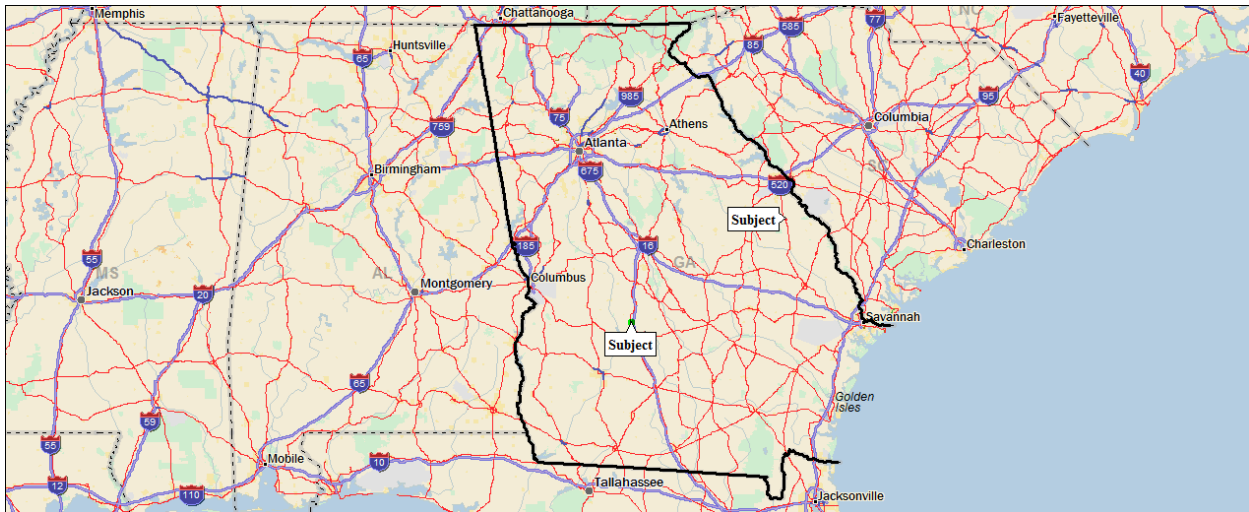 Memphis
Chattanooga
NC
Fayetteville
77
585
85
Huntsville
65
40
985
95
75
759
Athens
Columbia
Atlanta
Birmingham
675
SC
520
Subject
185
16
Charleston
55
MS
AL
GA
Columbus
Jackson
20
Montgomery
Savannah
Subject
65
Golden
Isles
59
55
Mobile
10
12
110
Tallahassee
Jacksonville